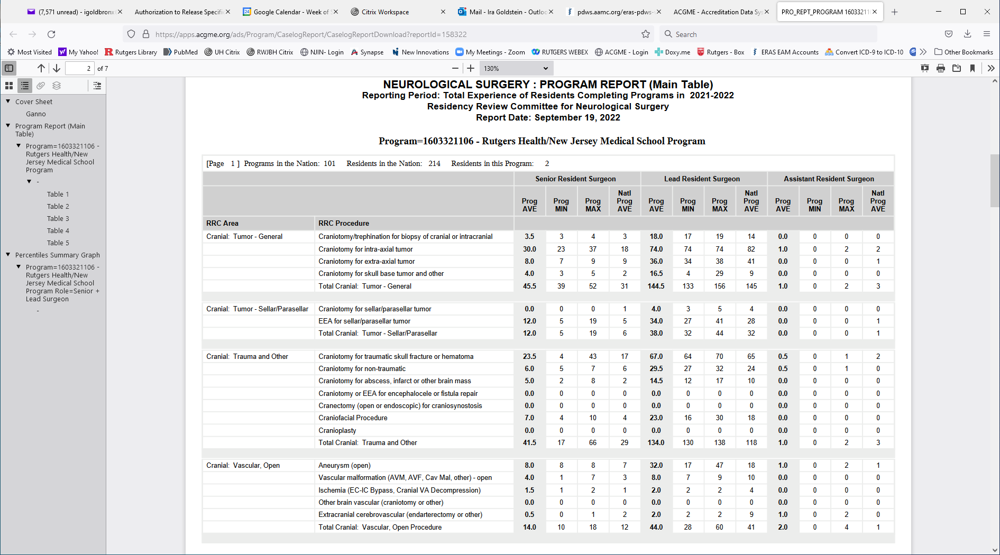 (7,571 unread) - igoldbronx
Authorization to Release Specific
Google Calendar - Week of S
Citrix Workspace
Mail - Ira Goldstein - Outlo
pdws.aamc.org/eras-pdws-
ACGME - Accreditation Data Sys
PRO_REPT_PROGRAM 16033211
https://apps.acgme.org/ads/Program/CaselogReport/CaselogReportDownload?reportId=158322
Search
Most Visited My Yahoo! Rutgers Library PubMed UH Citrix RWJBH Citrix NJIN- Login Synapse New Innovations My Meetings - Zoom RUTGERS WEBEX ACGME - Login Doxy.me Rutgers - Box ERAS EAM Accounts Convert ICD-9 to ICD-10 Other Bookmarks
2 of 7
130%
Cover Sheet
Ganno
Program Report (Main
Table)
Program=1603321106 -
Rutgers Health/New
Jersey Medical School
Program
-
Table 1
Table 2
Table 3
Table 4
Table 5
Percentiles Summary Graph
Program=1603321106 -
Rutgers Health/New
Jersey Medical School
Program Role=Senior +
Lead Surgeon
-
NEUROLOGICAL SURGERY : PROGRAM REPORT (Main Table)
Reporting Period: Total Experience of Residents Completing Programs in 2021-2022
Residency Review Committee for Neurological Surgery
Report Date: September 19, 2022
Program=1603321106 - Rutgers Health/New Jersey Medical School Program
[Page 1 ] Programs in the Nation: 101 Residents in the Nation: 214 Residents in this Program: 2
Senior Resident Surgeon Lead Resident Surgeon Assistant Resident Surgeon
Natl Natl Natl
Prog Prog Prog Prog Prog Prog Prog Prog Prog Prog Prog Prog
AVE MIN MAX AVE AVE MIN MAX AVE AVE MIN MAX AVE
RRC Area RRC Procedure
Cranial: Tumor - General Craniotomy/trephination for biopsy of cranial or intracranial 3.5 3 4 3 18.0 17 19 14 0.0 0 0 0
Craniotomy for intra-axial tumor 30.0 23 37 18 74.0 74 74 82 1.0 0 2 2
Craniotomy for extra-axial tumor 8.0 7 9 9 36.0 34 38 41 0.0 0 0 1
Craniotomy for skull base tumor and other 4.0 3 5 2 16.5 4 29 9 0.0 0 0 0
Total Cranial: Tumor - General 45.5 39 52 31 144.5 133 156 145 1.0 0 2 3
Cranial: Tumor - Sellar/Parasellar Craniotomy for sellar/parasellar tumor 0.0 0 0 1 4.0 3 5 4 0.0 0 0 0
EEA for sellar/parasellar tumor 12.0 5 19 5 34.0 27 41 28 0.0 0 0 1
Total Cranial: Tumor - Sellar/Parasellar 12.0 5 19 6 38.0 32 44 32 0.0 0 0 1
Cranial: Trauma and Other Craniotomy for traumatic skull fracture or hematoma 23.5 4 43 17 67.0 64 70 65 0.5 0 1 2
Craniotomy for non-traumatic 6.0 5 7 6 29.5 27 32 24 0.5 0 1 0
Craniotomy for abscess, infarct or other brain mass 5.0 2 8 2 14.5 12 17 10 0.0 0 0 0
Craniotomy or EEA for encephalocele or fistula repair 0.0 0 0 0 0.0 0 0 0 0.0 0 0 0
Cranectomy (open or endoscopic) for craniosynostosis 0.0 0 0 0 0.0 0 0 0 0.0 0 0 0
Craniofacial Procedure 7.0 4 10 4 23.0 16 30 18 0.0 0 0 0
Cranioplasty 0.0 0 0 0 0.0 0 0 0 0.0 0 0 0
Total Cranial: Trauma and Other 41.5 17 66 29 134.0 130 138 118 1.0 0 2 3
Cranial: Vascular, Open Aneurysm (open) 8.0 8 8 7 32.0 17 47 18 1.0 0 2 1
Vascular malformation (AVM, AVF, Cav Mal, other) - open 4.0 1 7 3 8.0 7 9 10 0.0 0 0 0
Ischemia (EC-IC Bypass, Cranial VA Decompression) 1.5 1 2 1 2.0 2 2 4 0.0 0 0 0
Other brain vascular (craniotomy or other) 0.0 0 0 0 0.0 0 0 0 0.0 0 0 0
Extracranial cerebrovascular (endarterectomy or other) 0.5 0 1 2 2.0 2 2 9 1.0 0 2 0
Total Cranial: Vascular, Open Procedure 14.0 10 18 12 44.0 28 60 41 2.0 0 4 1